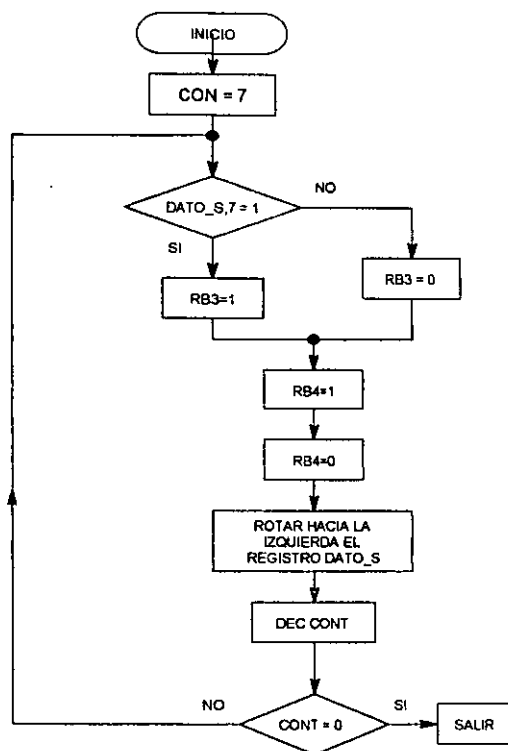 INICIO
CON = 7
DATO_S,7 = 1
NO
SI
RB3=1
RB3 = 0
RB4=1
RB4=0
ROTAR HACIA LA
IZQUIERDA EL
REGISTRO DATO_S
DEC CONT
CONT = 0
NO
SI
SALIR